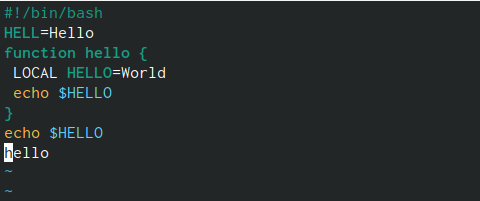 #!/bin/bash
HELL=Hello
function hello {
 LOCAL HELLO=World
 echo $HELLO
}
echo $HELLO
hello
~
~